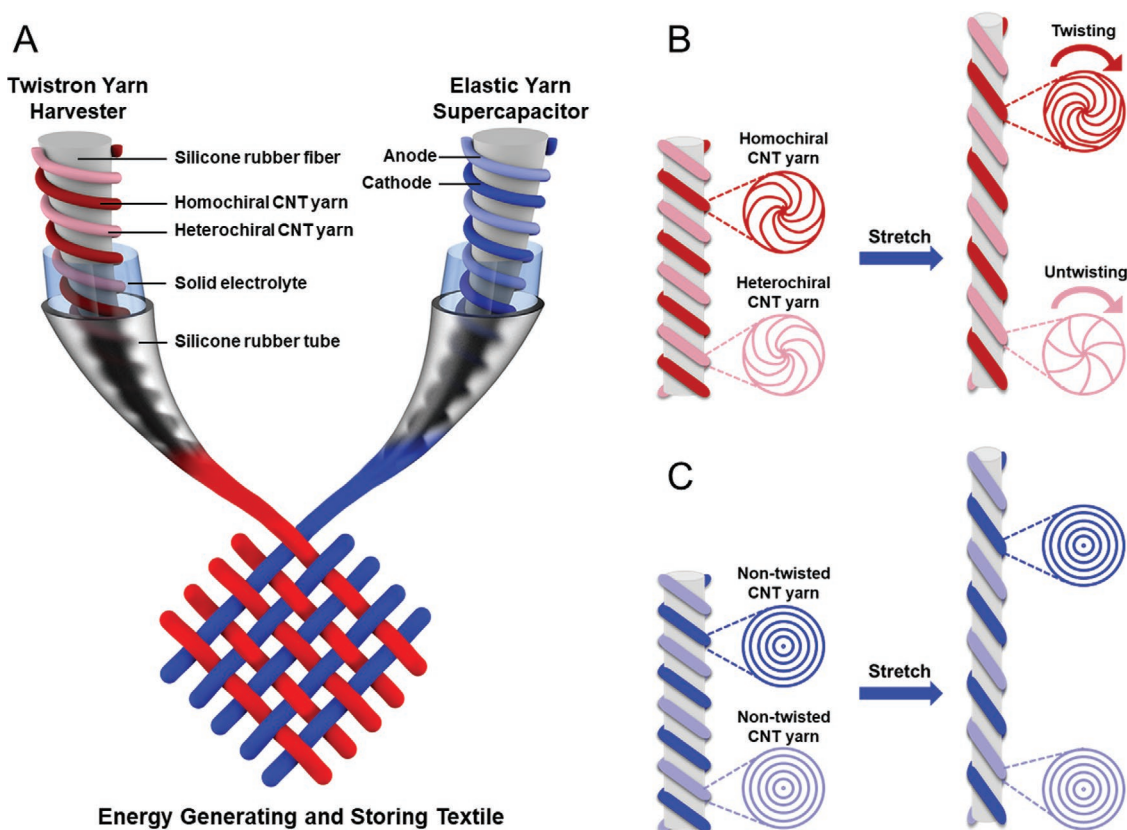 A
Twistron Yarn
Harvester
Elastic Yarn
Supercapacitor
Silicone rubber fiber
Homochiral CNT yarn
Heterochiral CNT yarn
Solid electrolyte
Silicone rubber tube
Anode
Cathode
Energy Generating and Storing Textile
B
Homochiral
CNT yarn
Heterochiral
CNT yarn
Stretch
Twisting
Untwisting
C
Non-twisted
CNT yarn
Non-twisted
CNT yarn
Stretch